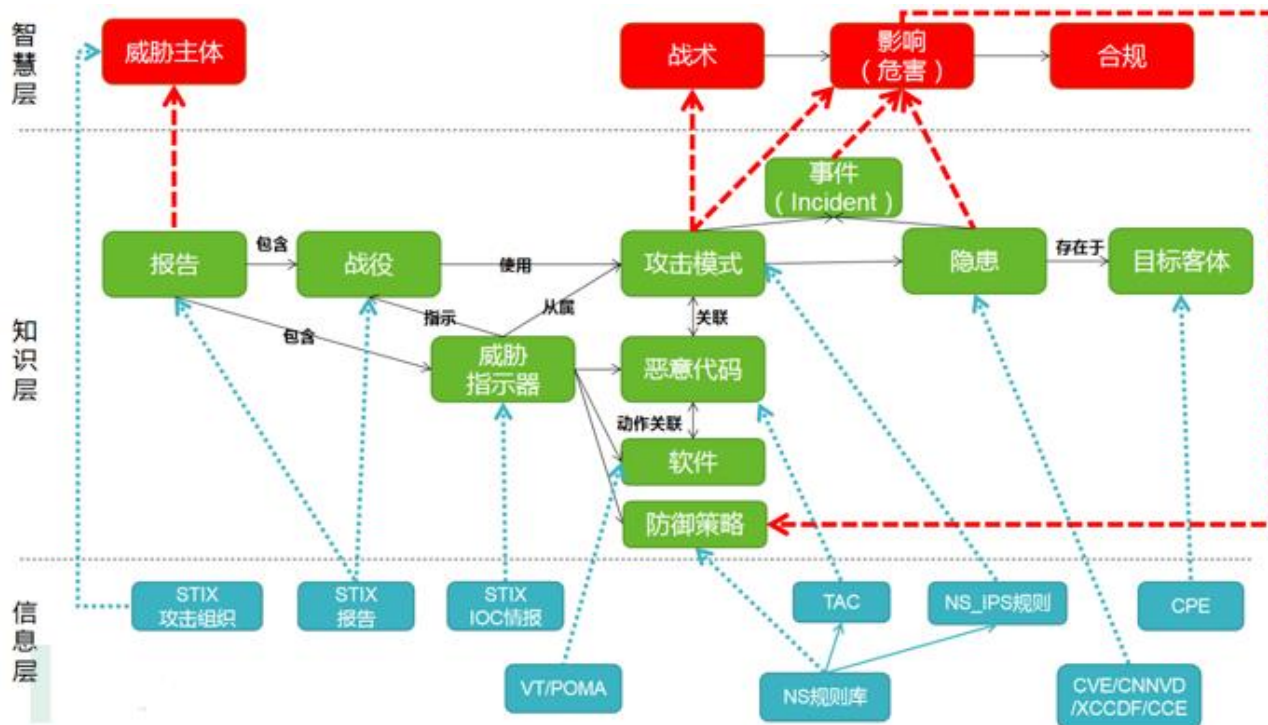 智慧层
威胁主体
战术
影响
（危害）
合规
知识层
事件
（Incident）
报告
包含
战役
使用
攻击模式
隐患
存在于
目标客体
包含
指示
从属
关联
威胁
指示器
恶意代码
动作关联
软件
防御策略
信息层
STIX
攻击组织
STIX
报告
STIX
IOC情报
TAC
NS_IPS规则
CPE
VT/POMA
NS规则库
CVE/CNNVD
/XCCDF/CCE